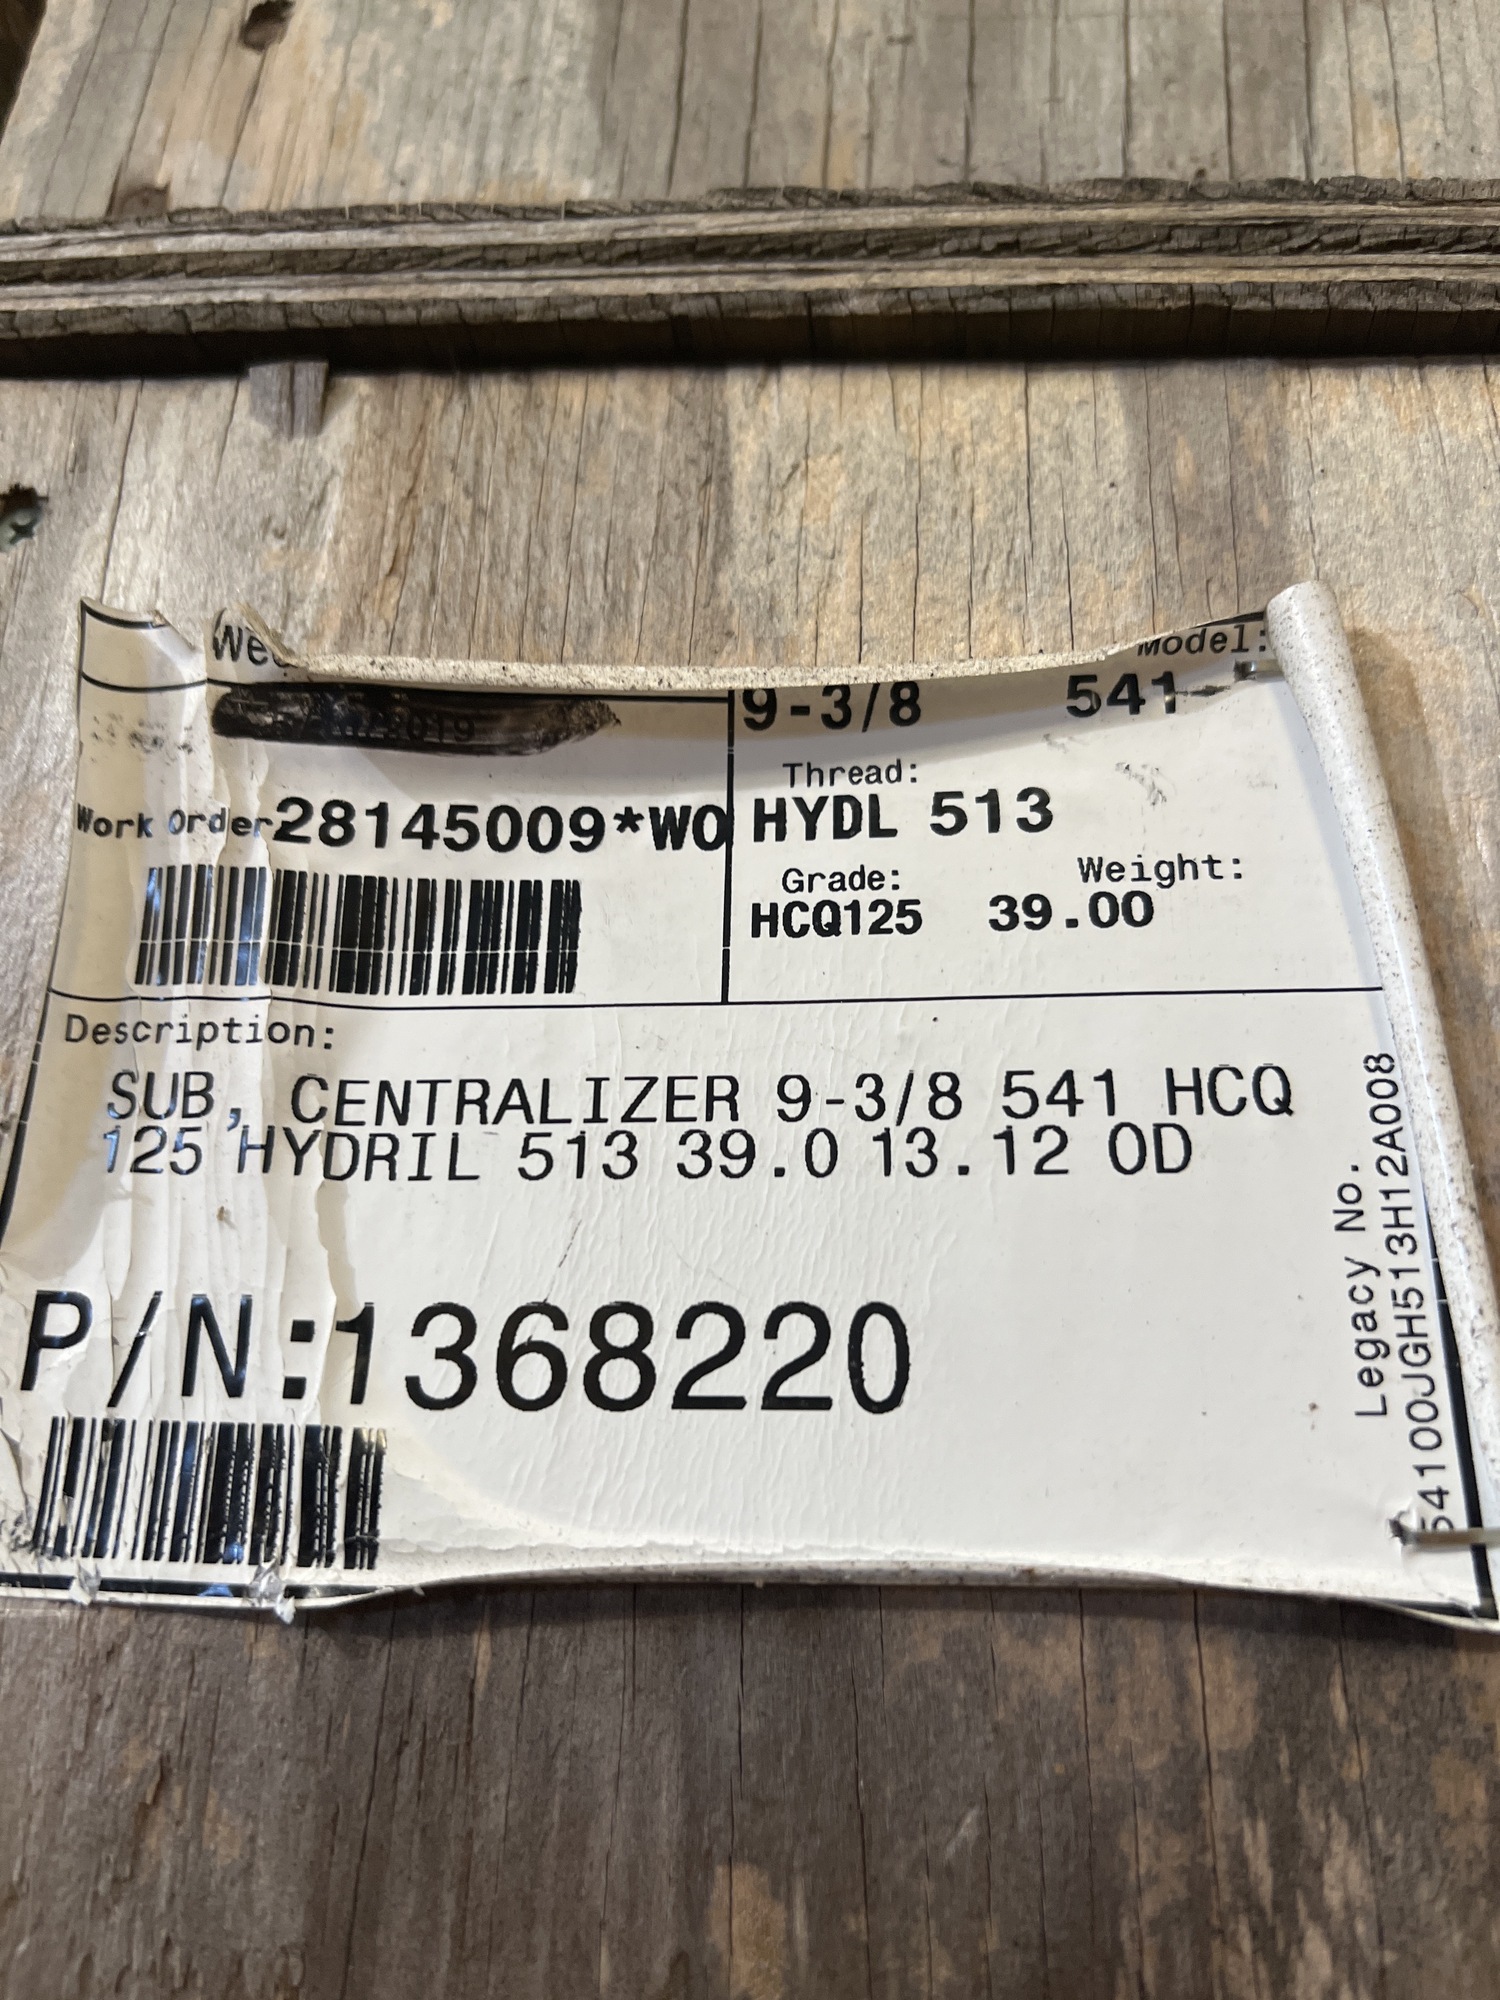 Model:
9-3/8 541-
Work Order 28145009*WO
Thread:
HYDL 513
Grade: Weight:
HCQ125 39.00
Description:
SUB, CENTRALIZER 9-3/8 541 HCQ
125 HYDRIL 513 39.0 13.12 OD
P/N:1368220
Legacy No.
54100JGH513H12A008